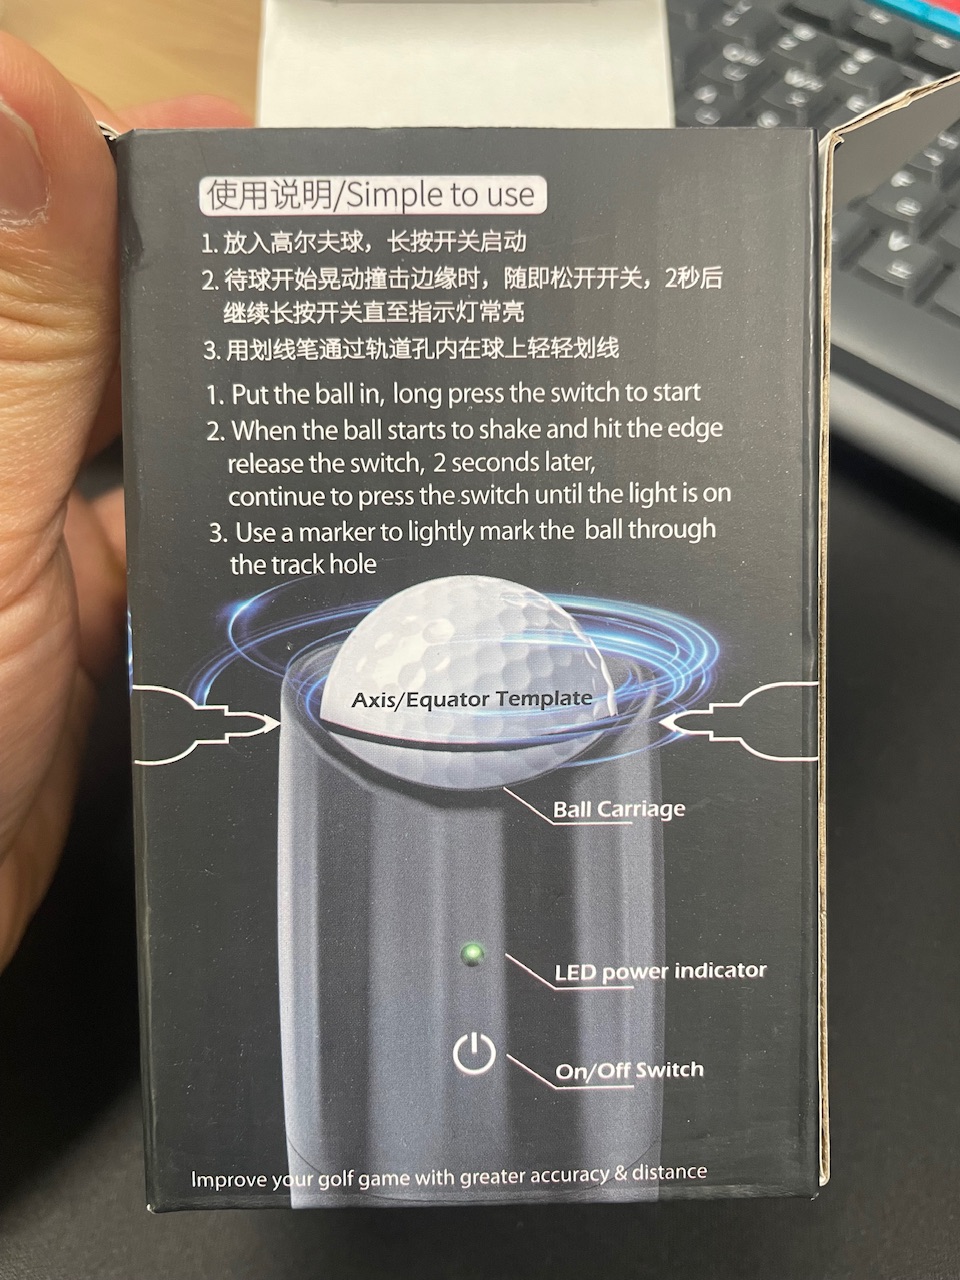 使用说明/Simple to use
1. 放入高尔夫球，长按开关启动
2. 待球开始晃动撞击边缘时，随即松开开关，2秒后
继续长按开关直至指示灯常亮
3. 用划线笔通过轨道孔内在球上轻轻划线
1. Put the ball in, long press the switch to start
2. When the ball starts to shake and hit the edge
release the switch, 2 seconds later,
continue to press the switch until the light is on
3. Use a marker to lightly mark the ball through
the track hole
Axis/Equator Template
Ball Carriage
LED power indicator
On/Off Switch
Improve your golf game with greater accuracy & distance